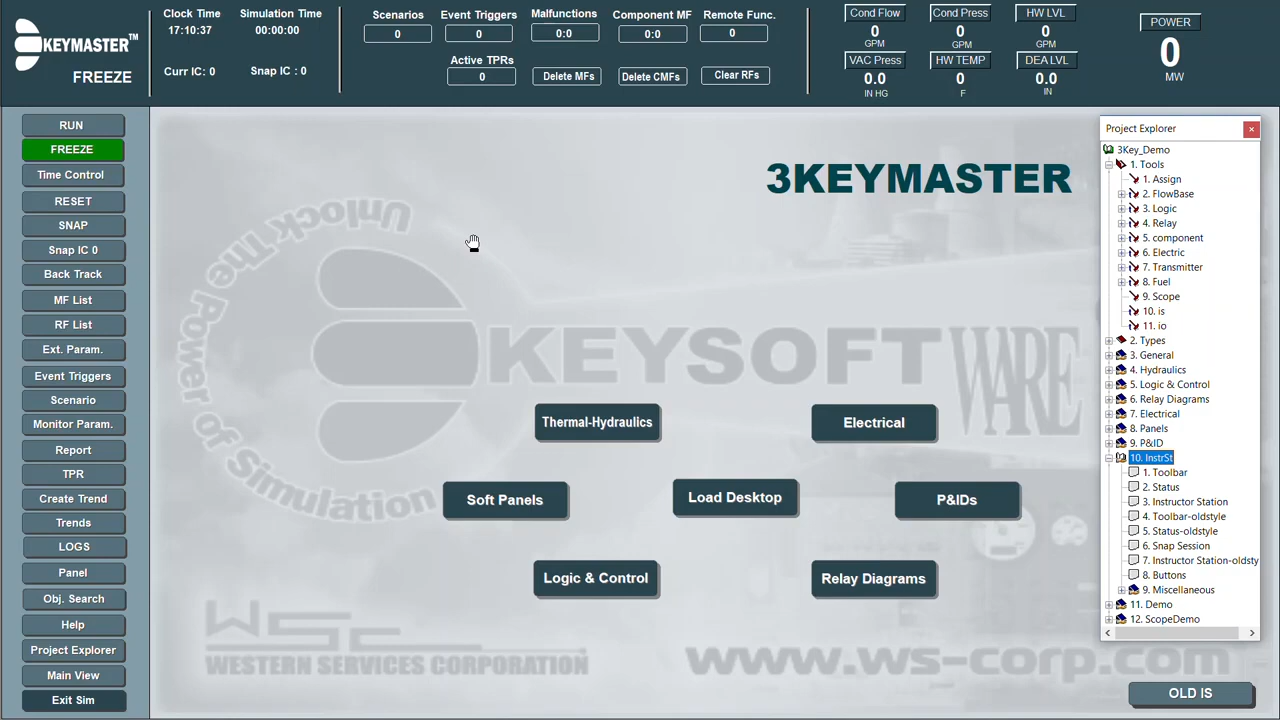 KEYMASTER™
FREEZE
Clock Time
17:10:37
Simulation Time
00:00:00
Curr IC: 0
Snap IC : 0
Scenarios
0
Event Triggers
0
Malfunctions
0:0
Component MF
0:0
Remote Func.
0
Active TPRs
0
Delete MFs
Delete CMFs
Clear RFs
Cond Flow
0
GPM
Cond Press
0
GPM
HW LVL
0
GPM
VAC Press
0.0
IN HG
HW TEMP
0
F
DEA LVL
0.0
IN
POWER
0
MW
RUN
FREEZE
Time Control
RESET
SNAP
Snap IC 0
Back Track
MF List
RF List
Ext. Param.
Event Triggers
Scenario
Monitor Param.
Report
TPR
Create Trend
Trends
LOGS
Panel
Obj. Search
Help
Project Explorer
Main View
Exit Sim
3KEYMASTER
Unlock The Power of Simulation
KEYSOFTWARE
Thermal-Hydraulics
Electrical
Soft Panels
Load Desktop
P&IDs
Logic & Control
Relay Diagrams
WSC
WESTERN SERVICES CORPORATION
www.ws-corp.com
OLD IS
Project Explorer
3Key_Demo
1. Tools
1. Assign
2. FlowBase
3. Logic
4. Relay
5. component
6. Electric
7. Transmitter
8. Fuel
9. Scope
10. is
11. io
2. Types
3. General
4. Hydraulics
5. Logic & Control
6. Relay Diagrams
7. Electrical
8. Panels
9. P&ID
10. InstrSt
1. Toolbar
2. Status
3. Instructor Station
4. Toolbar-oldstyle
5. Status-oldstyle
6. Snap Session
7. Instructor Station-oldsty
8. Buttons
9. Miscellaneous
11. Demo
12. ScopeDemo